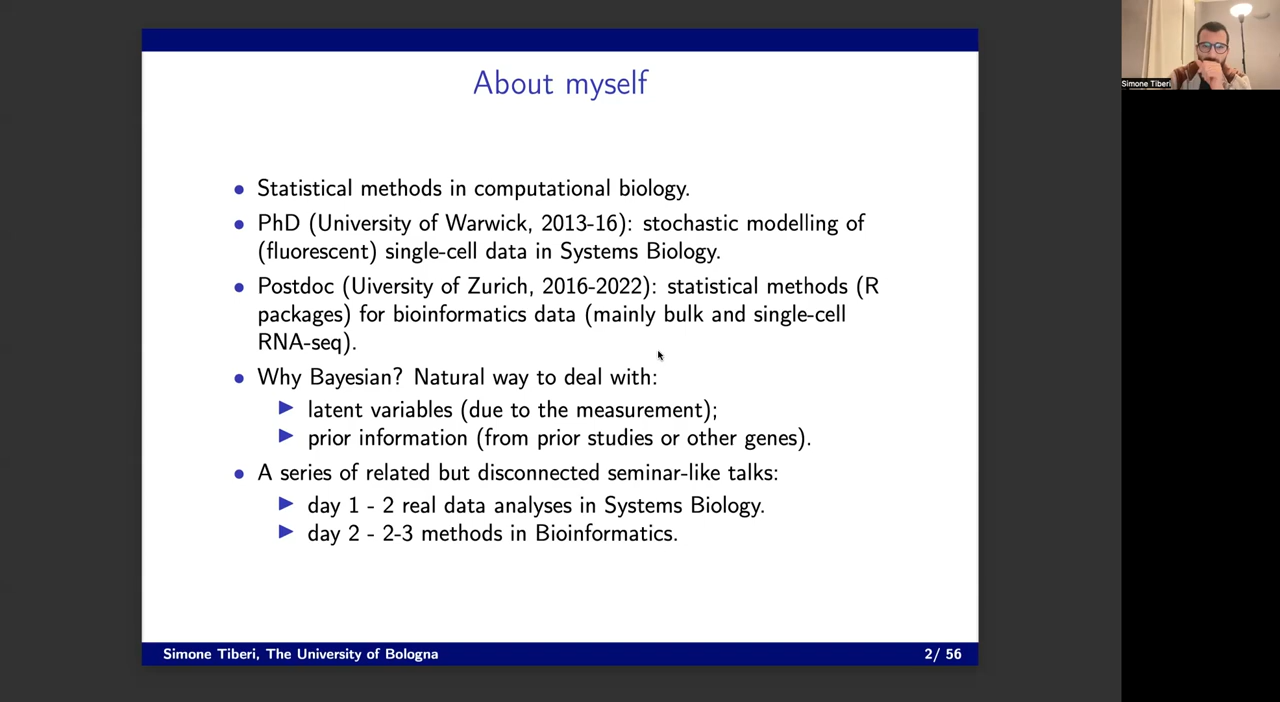 About myself
Simone Tiberi
• Statistical methods in computational biology.
• PhD (University of Warwick, 2013-16): stochastic modelling of
(fluorescent) single-cell data in Systems Biology.
• Postdoc (Uiversity of Zurich, 2016-2022): statistical methods (R
packages) for bioinformatics data (mainly bulk and single-cell
RNA-seq).
• Why Bayesian? Natural way to deal with:
▶ latent variables (due to the measurement);
▶ prior information (from prior studies or other genes).
• A series of related but disconnected seminar-like talks:
▶ day 1 - 2 real data analyses in Systems Biology.
▶ day 2 - 2-3 methods in Bioinformatics.
Simone Tiberi, The University of Bologna
2/ 56